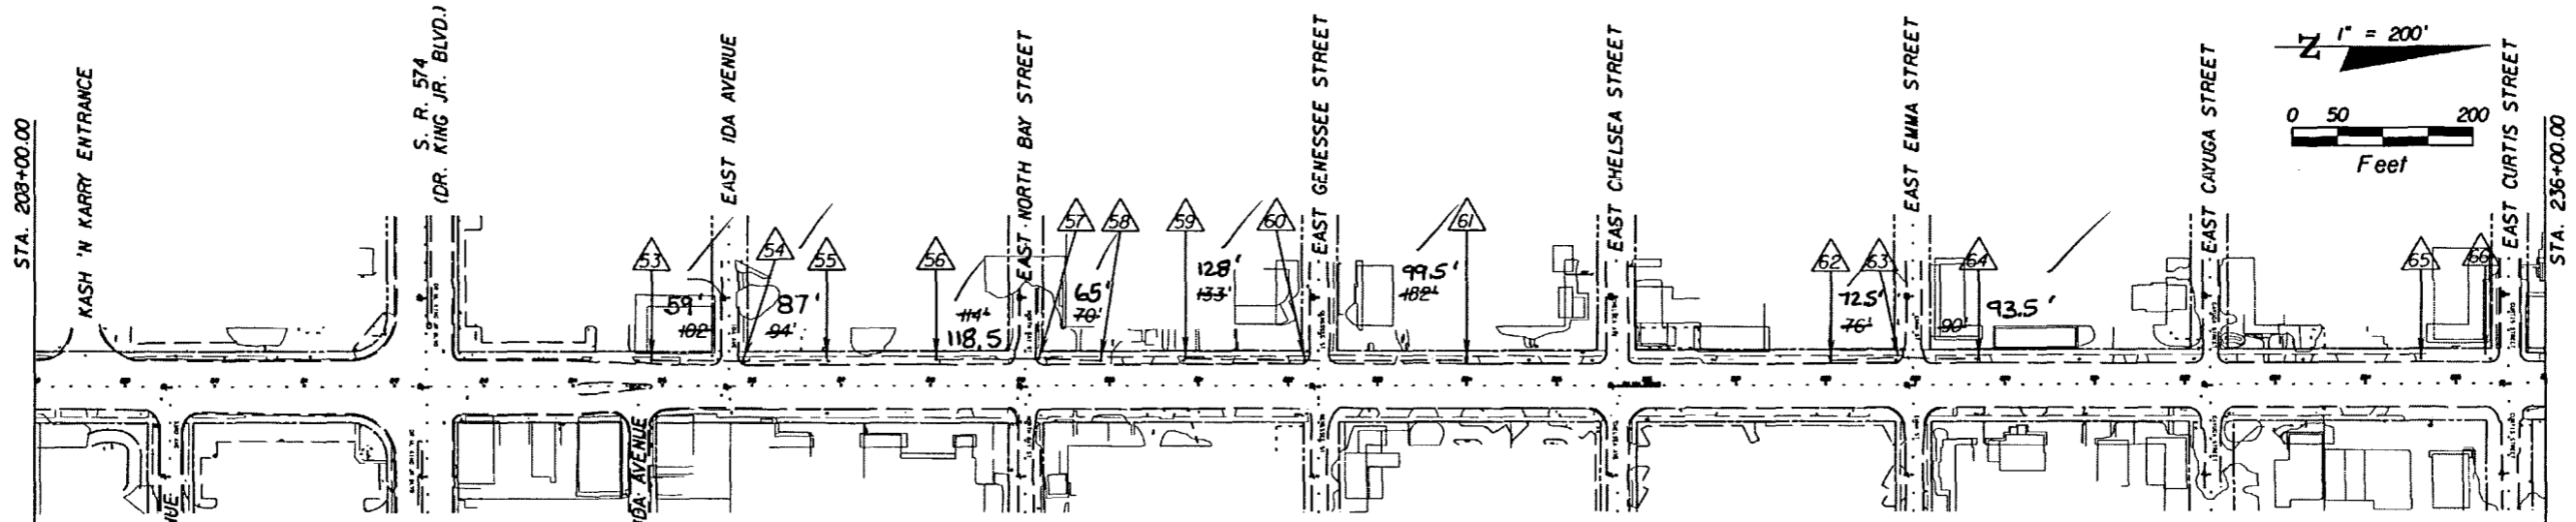 STA. 208+00.00
KASH 'N KARRY ENTRANCE
S. R. 574
(DR. KING JR. BLVD.)
EAST IDA AVENUE
EAST NORTH BAY STREET
EAST GENESSEE STREET
EAST CHELSEA STREET
EAST EMMA STREET
EAST CAYUGA STREET
EAST CURTIS STREET
STA. 236+00.00
N 1" = 200'
0 50 200
Feet
53
54
55
56
57
58
59
60
61
62
63
64
65
66
59'
102'
87'
94'
114'
118.5
65'
70'
128'
133'
99.5'
102'
72.5'
76'
90'
93.5'
IDA AVENUE